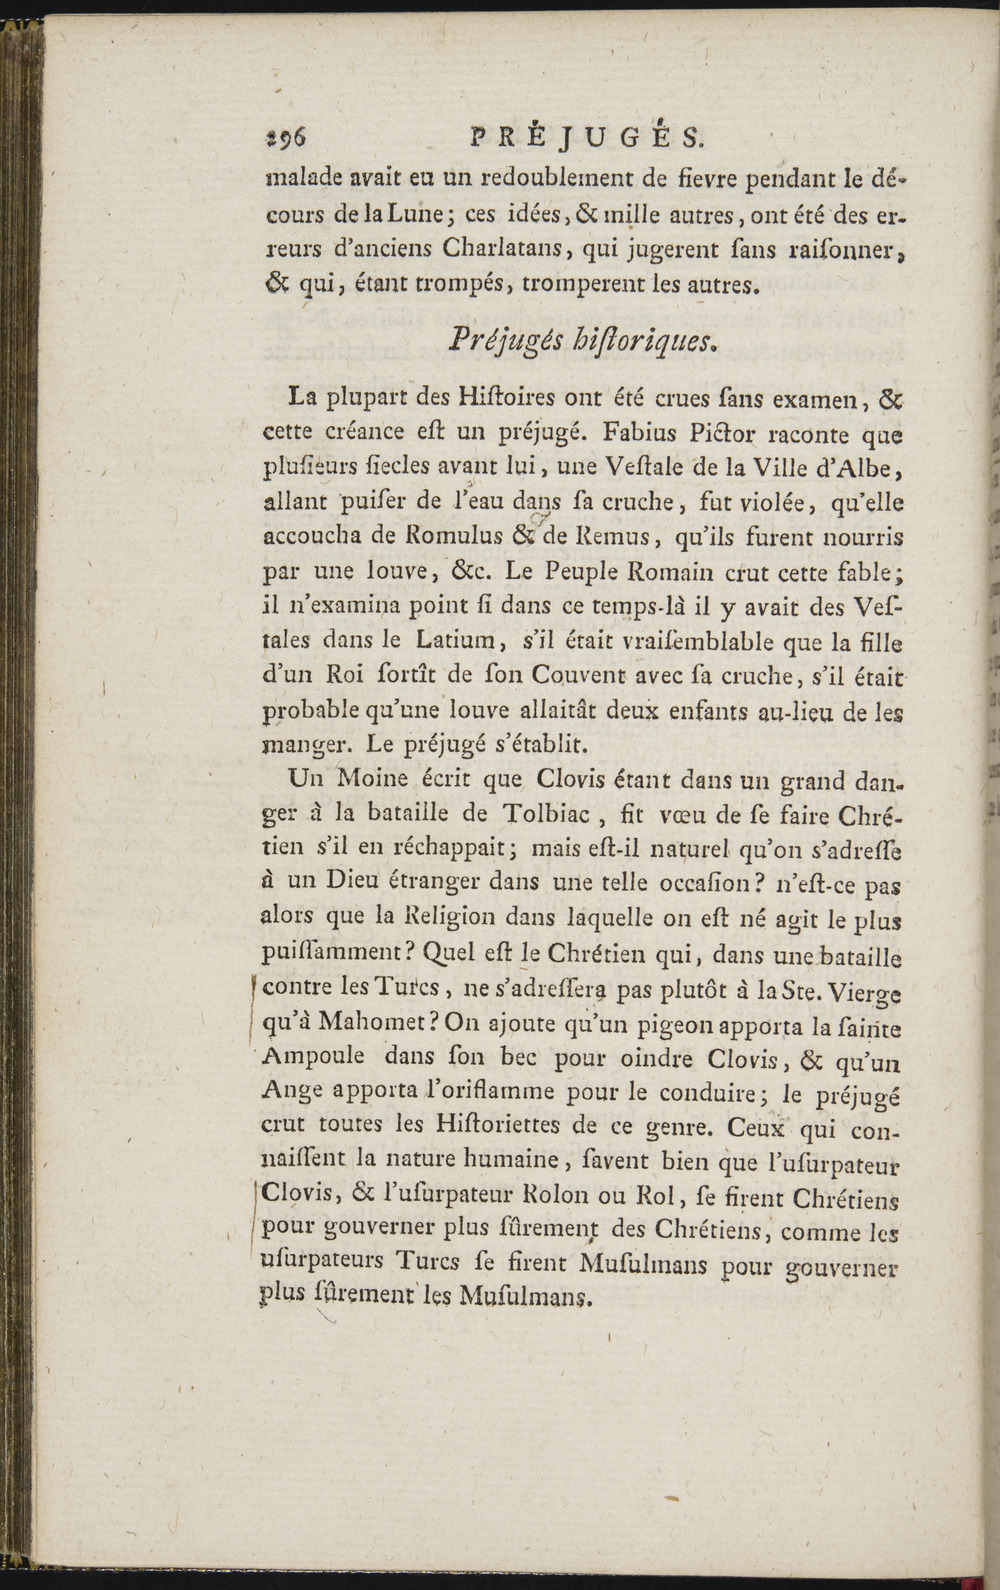 296 PRÉJUGÉS.
malade avait eu un redoublement de fievre pendant le dé-
cours de la Lune; ces idées, & mille autres, ont été des er-
reurs d'anciens Charlatans, qui jugerent ſans raiſonner,
& qui, étant trompés, tromperent les autres.
Préjugés hiſtoriques.
La plupart des Hiſtoires ont été crues ſans examen, &
cette créance eſt un préjugé. Fabius Pictor raconte que
pluſieurs ſiecles avant lui, une Veſtale de la Ville d'Albe,
allant puiſer de l'eau dans ſa cruche, fut violée, qu'elle
accoucha de Romulus & de Remus, qu'ils furent nourris
par une louve, &c. Le Peuple Romain crut cette fable;
il n'examina point ſi dans ce temps-là il y avait des Veſ-
tales dans le Latium, s'il était vraiſemblable que la fille
d'un Roi ſortît de ſon Couvent avec ſa cruche, s'il était
probable qu'une louve allaitât deux enfants au-lieu de les
manger. Le préjugé s'établit.
Un Moine écrit que Clovis étant dans un grand dan-
ger à la bataille de Tolbiac, fit vœu de ſe faire Chré-
tien s'il en réchappait; mais eſt-il naturel qu'on s'adreſſe
à un Dieu étranger dans une telle occaſion? n'eſt-ce pas
alors que la Religion dans laquelle on eſt né agit le plus
puiſſamment? Quel eſt le Chrétien qui, dans une bataille
contre les Turcs, ne s'adreſſera pas plutôt à la Ste. Vierge
qu'à Mahomet? On ajoute qu'un pigeon apporta la ſainte
Ampoule dans ſon bec pour oindre Clovis, & qu'un
Ange apporta l'oriflamme pour le conduire; le préjugé
crut toutes les Hiſtoriettes de ce genre. Ceux qui con-
naiſſent la nature humaine, ſavent bien que l'uſurpateur
Clovis, & l'uſurpateur Rolon ou Rol, ſe firent Chrétiens
pour gouverner plus ſûrement des Chrétiens, comme les
uſurpateurs Turcs ſe firent Muſulmans pour gouverner
plus ſûrement les Muſulmans.